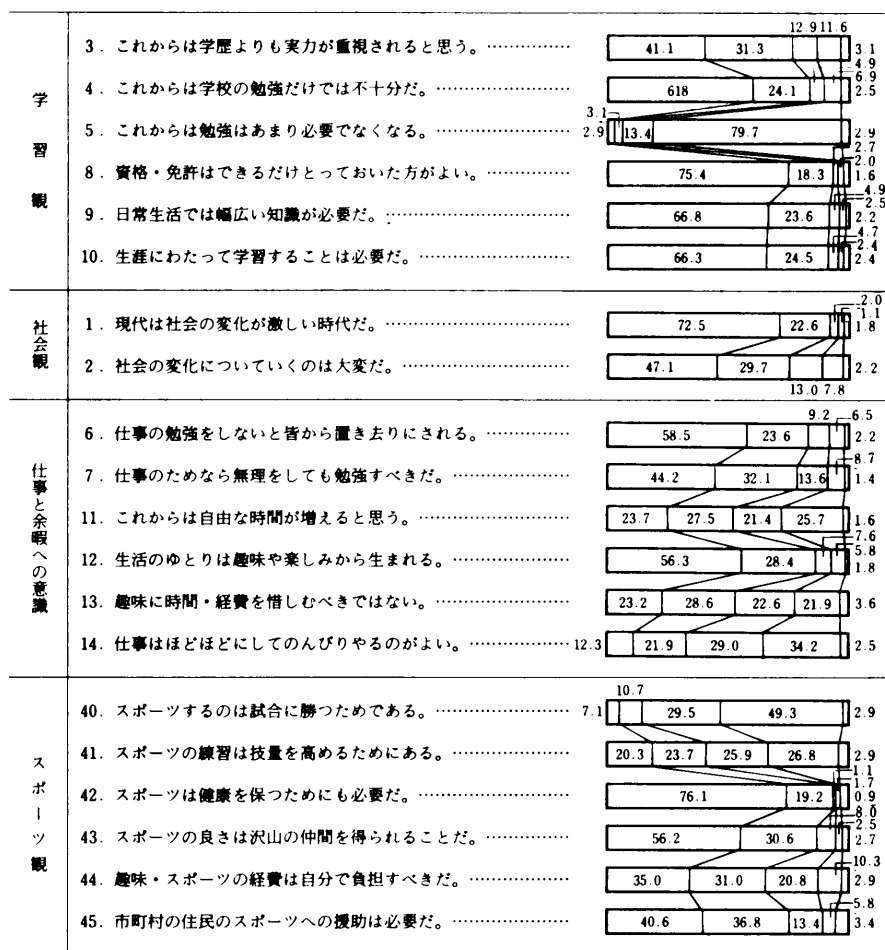 12.9 11.6
3. これからは学歴よりも実力が重視されると思う。…………… 41.1 31.3 3.1
4.9
6.9
4. これからは学校の勉強だけでは不十分だ。…………… 618 24.1 2.5
3.1
5. これからは勉強はあまり必要でなくなる。…………… 2.9 13.4 79.7 2.9
2.7
2.0
8. 資格・免許はできるだけとっておいた方がよい。…………… 75.4 18.3 1.6
4.9
2.5
9. 日常生活では幅広い知識が必要だ。…………… 66.8 23.6 2.2
4.7
2.4
10. 生涯にわたって学習することは必要だ。…………… 66.3 24.5 2.4
学習観
2.0
1.1
1. 現代は社会の変化が激しい時代だ。…………… 72.5 22.6 1.8
2. 社会の変化についていくのは大変だ。…………… 47.1 29.7 2.2
13.0 7.8
社会観
9.2 6.5
6. 仕事の勉強をしないと皆から置き去りにされる。…………… 58.5 23.6 2.2
8.7
7. 仕事のためなら無理をしても勉強すべきだ。…………… 44.2 32.1 13.6 1.4
11. これからは自由な時間が増えると思う。…………… 23.7 27.5 21.4 25.7 1.6
7.6 5.8
12. 生活のゆとりは趣味や楽しみから生まれる。…………… 56.3 28.4 1.8
13. 趣味に時間・経費を惜しむべきではない。…………… 23.2 28.6 22.6 21.9 3.6
14. 仕事はほどほどにしてのんびりやるのがよい。…………… 12.3 21.9 29.0 34.2 2.5
仕事と余暇への意識
10.7
40. スポーツするのは試合に勝つためである。…………… 7.1 29.5 49.3 2.9
41. スポーツの練習は技量を高めるためにある。…………… 20.3 23.7 25.9 26.8 2.9
1.1
1.7
42. スポーツは健康を保つためにも必要だ。…………… 76.1 19.2 0.9
8.0
2.5
43. スポーツの良さは沢山の仲間を得られることだ。…………… 56.2 30.6 2.7
10.3
44. 趣味・スポーツの経費は自分で負担すべきだ。…………… 35.0 31.0 20.8 2.9
5.8
45. 市町村の住民のスポーツへの援助は必要だ。…………… 40.6 36.8 13.4 3.4
スポーツ観